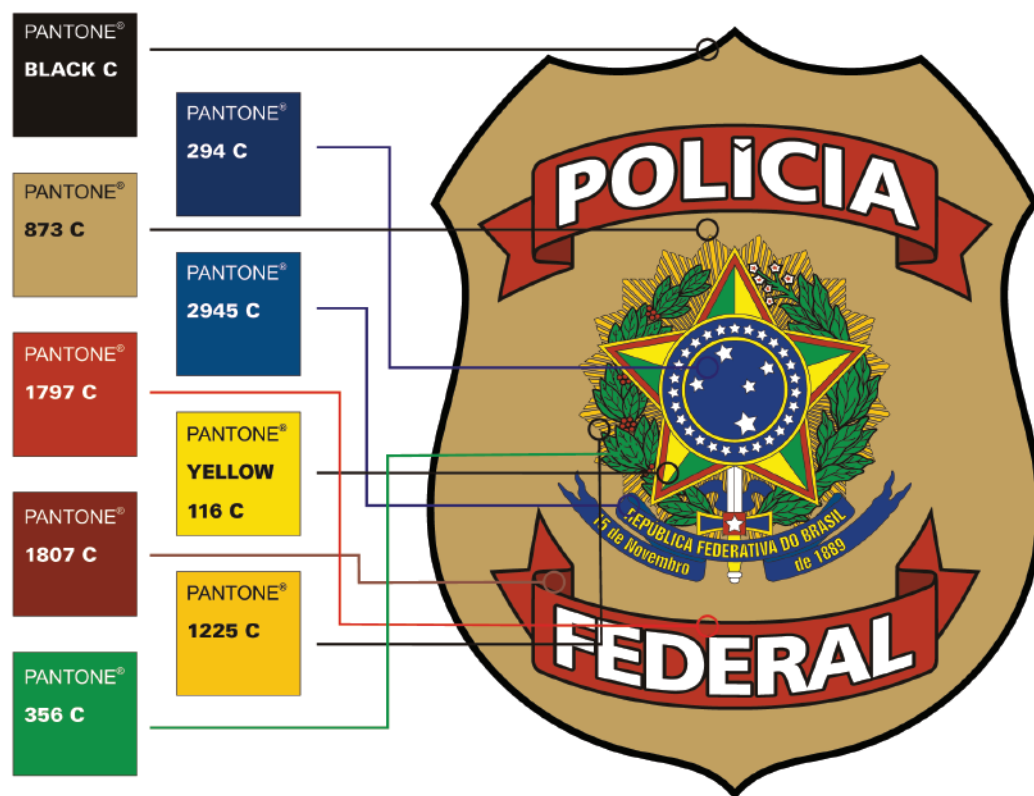 PANTONE®
BLACK C
PANTONE®
294 C
PANTONE®
873 C
PANTONE®
2945 C
PANTONE®
1797 C
PANTONE®
YELLOW
116 C
PANTONE®
1807 C
PANTONE®
1225 C
PANTONE®
356 C
POLÍCIA
REPÚBLICA FEDERATIVA DO BRASIL
15 de Novembro
de 1889
FEDERAL